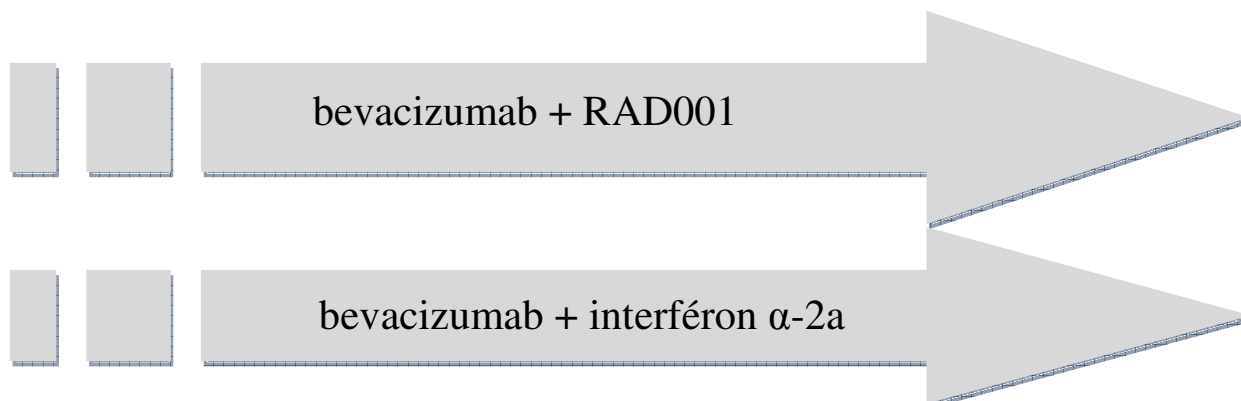 bevacizumab + RAD001
bevacizumab + interféron α-2a